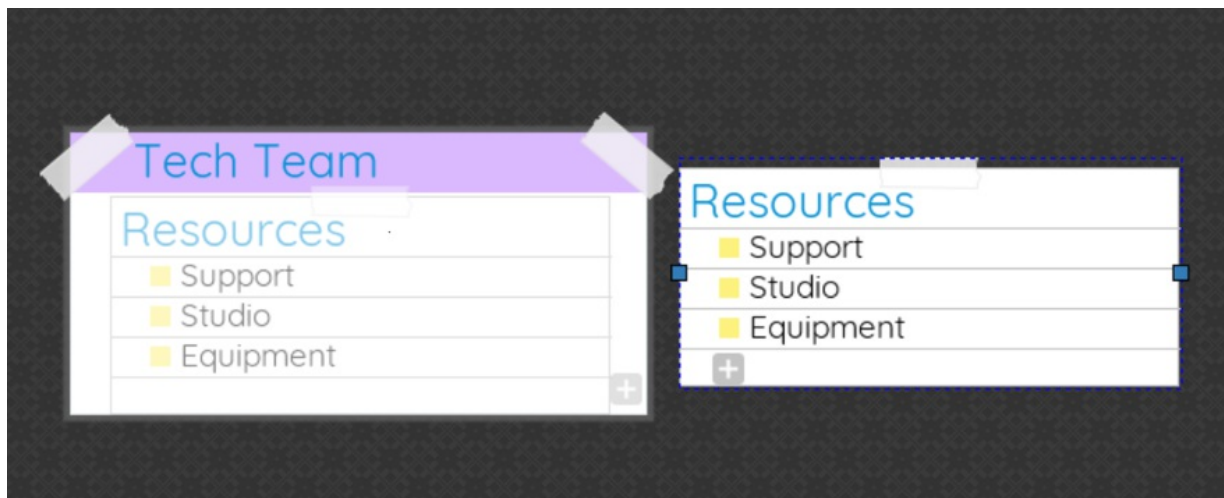 Tech Team
Resources
Support
Studio
Equipment
Resources
Support
Studio
Equipment